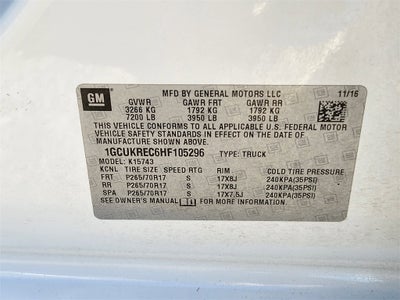 GM
MFD BY GENERAL MOTORS LLC
11/16
GVWR GAWR FRT GAWR RR
3266 KG 1792 KG 1792 KG
7200 LB 3950 LB 3950 LB
THIS VEHICLE CONFORMS TO ALL APPLICABLE U.S. FEDERAL MOTOR
VEHICLE SAFETY STANDARDS IN EFFECT ON THE DATE OF
MANUFACTURE SHOWN ABOVE.
1GCUKREC6HF105296 TYPE: TRUCK
MODEL: K15743
KCNL TIRE SIZE SPEED RTG RIM COLD TIRE PRESSURE
FRT P265/70R17 S 17X8J 240KPA(35PSI)
RR P265/70R17 S 17X8J 240KPA(35PSI)
SPA P265/70R17 S 17X7.5J 240KPA(35PSI)
SEE OWNER'S MANUAL FOR ADDITIONAL INFORMATION.